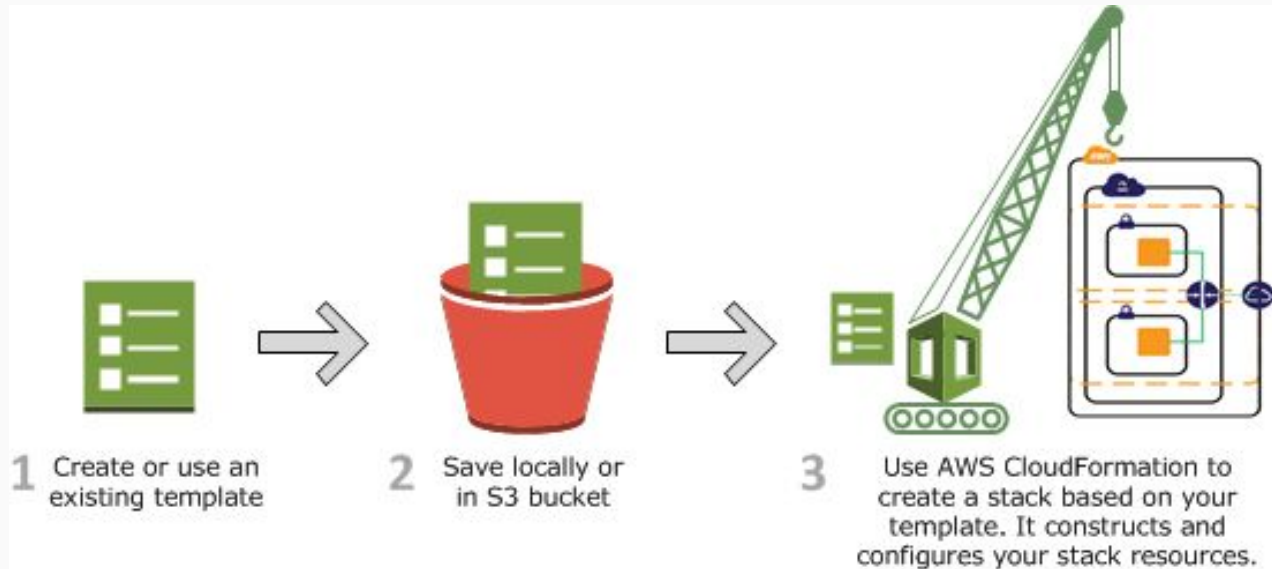 1
Create or use an
existing template
2
Save locally or
in S3 bucket
3
Use AWS CloudFormation to
create a stack based on your
template. It constructs and
configures your stack resources.
AWS